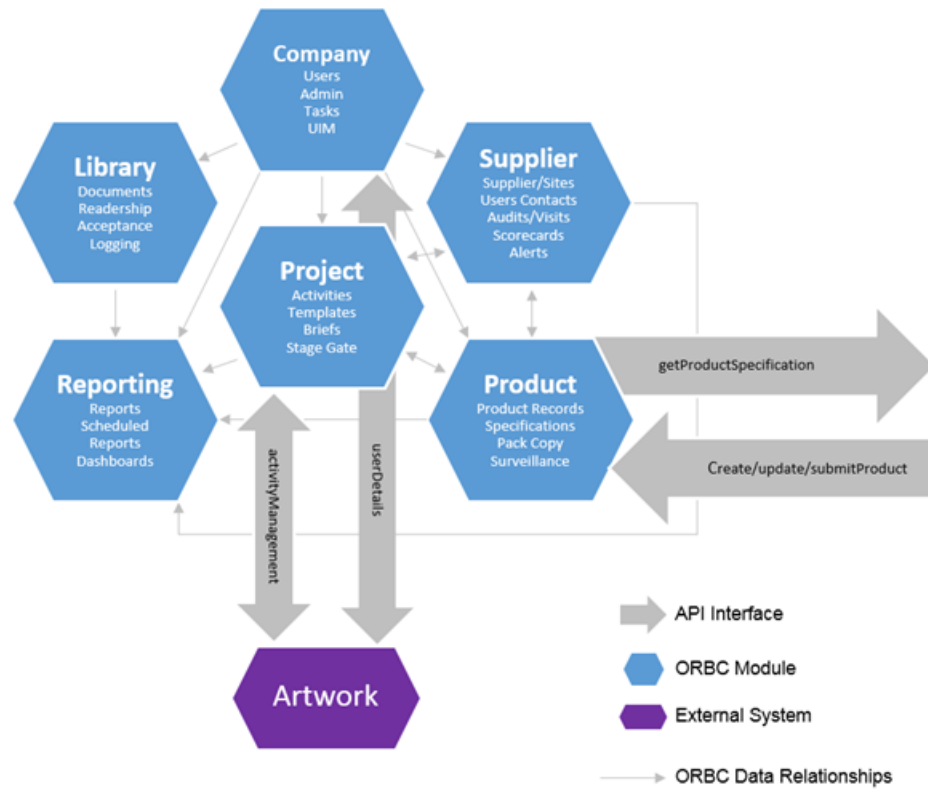 Company
Users
Admin
Tasks
UIM
Library
Documents
Readership
Acceptance
Logging
Supplier
Supplier/Sites
Users Contacts
Audits/Visits
Scorecards
Alerts
Project
Activities
Templates
Briefs
Stage Gate
Reporting
Reports
Scheduled
Reports
Dashboards
Product
Product Records
Specifications
Pack Copy
Surveillance
getProductSpecification
Create/update/submitProduct
activityManagement
userDetails
Artwork
API Interface
ORBC Module
External System
ORBC Data Relationships